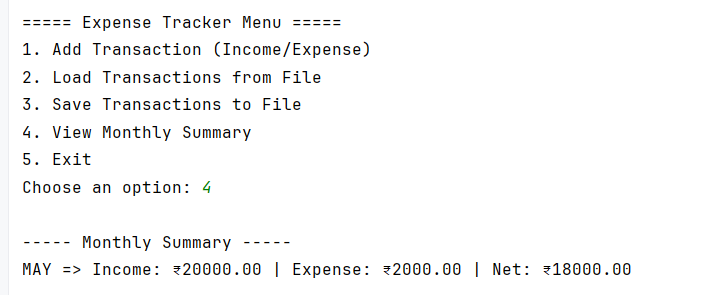 ===== Expense Tracker Menu =====
1. Add Transaction (Income/Expense)
2. Load Transactions from File
3. Save Transactions to File
4. View Monthly Summary
5. Exit
Choose an option: 4
----- Monthly Summary -----
MAY => Income: ₹20000.00 | Expense: ₹2000.00 | Net: ₹18000.00